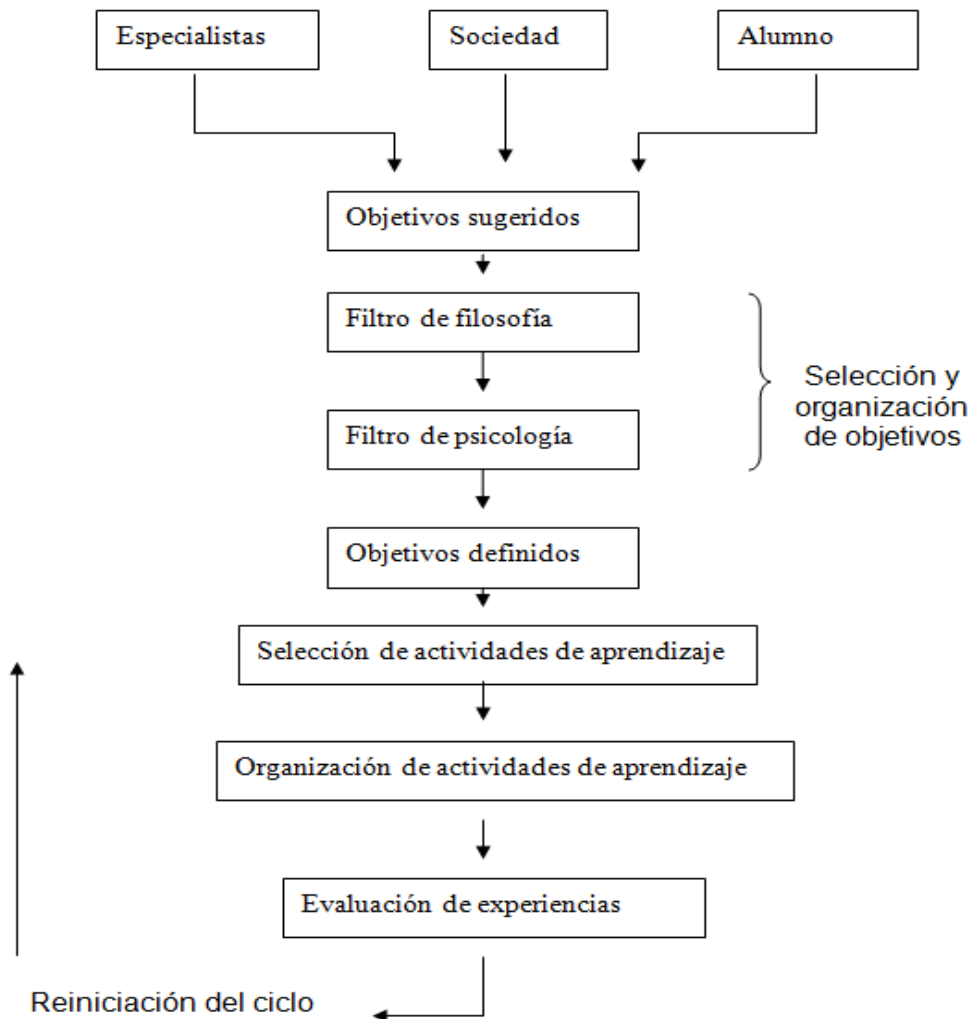 Especialistas
Sociedad
Alumno
Objetivos sugeridos
Filtro de filosofía
Selección y
organización
de objetivos
Filtro de psicología
Objetivos definidos
Selección de actividades de aprendizaje
Organización de actividades de aprendizaje
Evaluación de experiencias
Reiniciación del ciclo